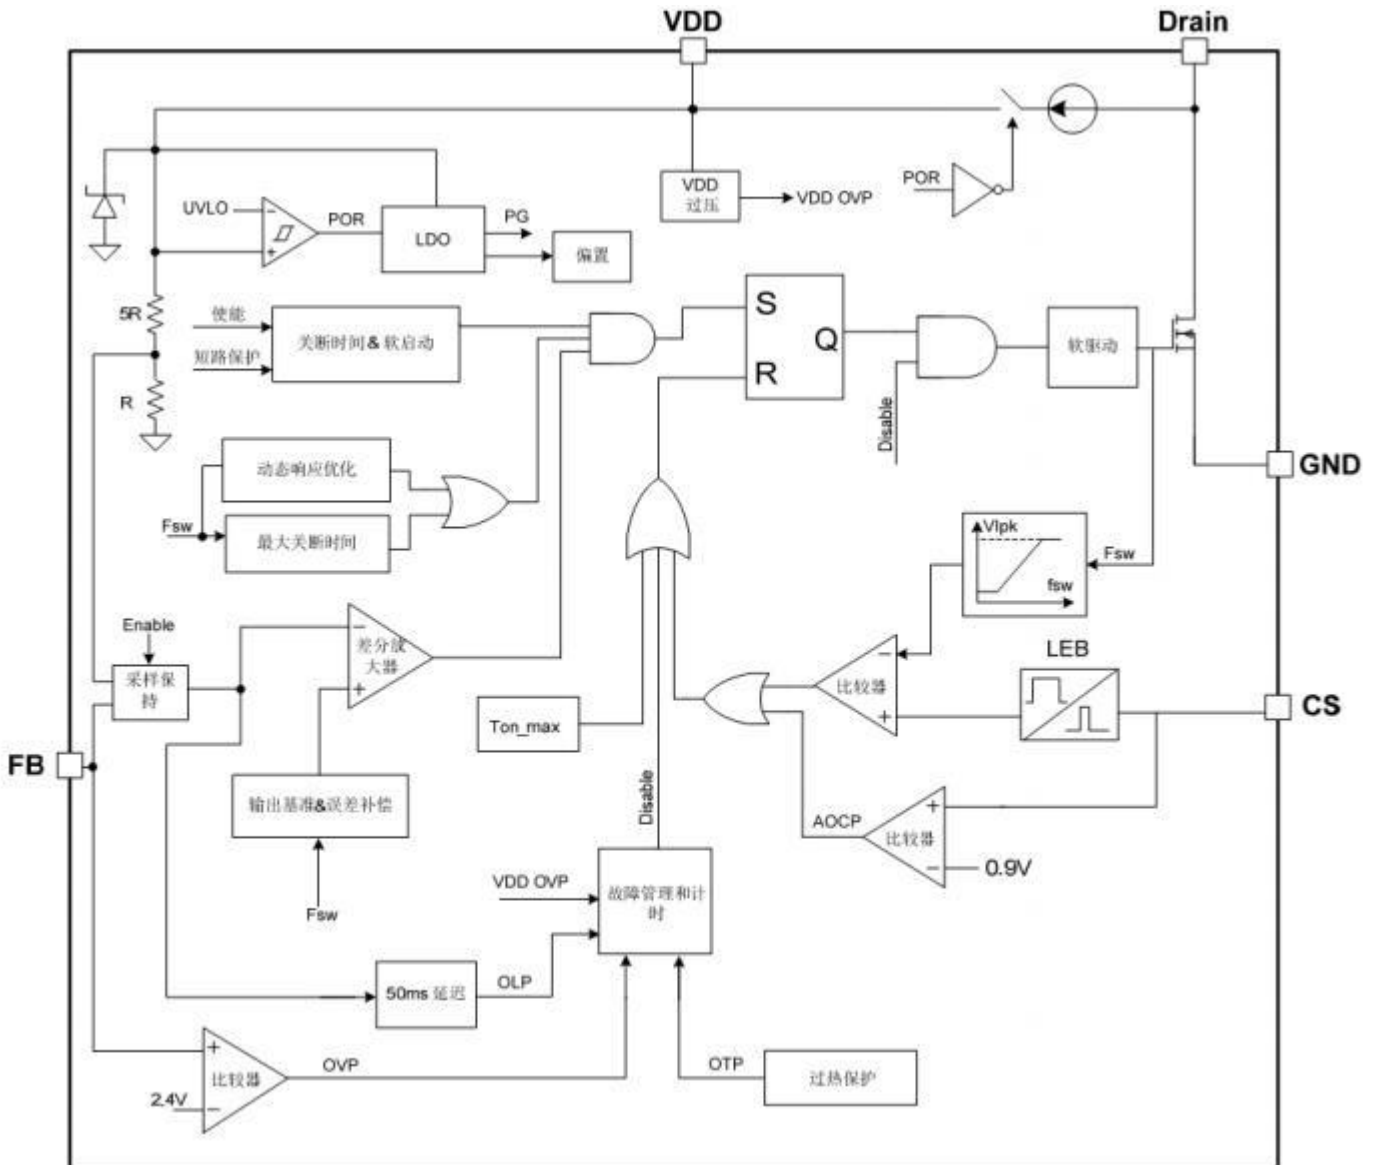 VDD
Drain
VDD
过压
VDD OVP
POR
UVLO
−
+
POR
LDO
PG
偏置
5R
R
使能
短路保护
关断时间&软启动
S
R
Q
Disable
软驱动
GND
动态响应优化
Fsw
最大关断时间
VIpk
fsw
Fsw
Enable
采样保
持
−
差分放
大器
+
LEB
−
比较器
+
CS
Ton_max
FB
输出基准&误差补偿
Fsw
Disable
AOCP
+
比较器
−
0.9V
VDD OVP
故障管理和计
时
50ms 延迟
OLP
+
比较器
−
2.4V
OVP
OTP
过热保护